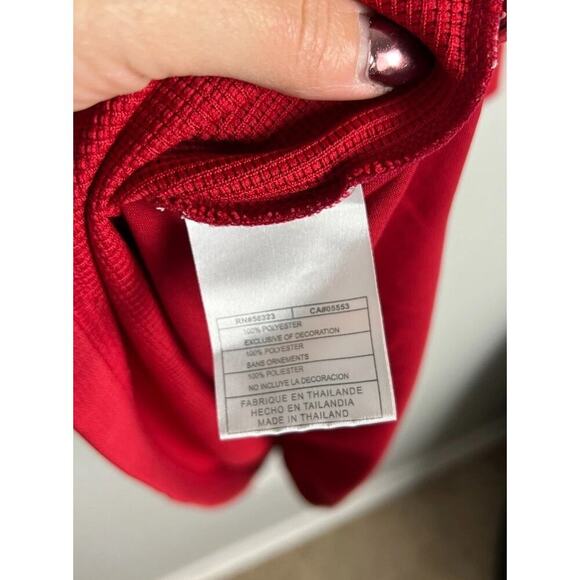 RN#56323 CA#05553
100% POLYESTER
EXCLUSIVE OF DECORATION
100% POLYESTER
SANS ORNEMENTS
100% POLIESTER
NO INCLUYE LA DECORACION
FABRIQUE EN THAILANDE
HECHO EN TAILANDIA
MADE IN THAILAND